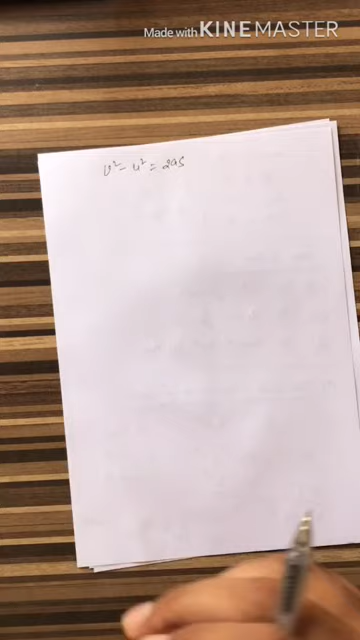 Made with KINEMASTER
v² - u² = 2as